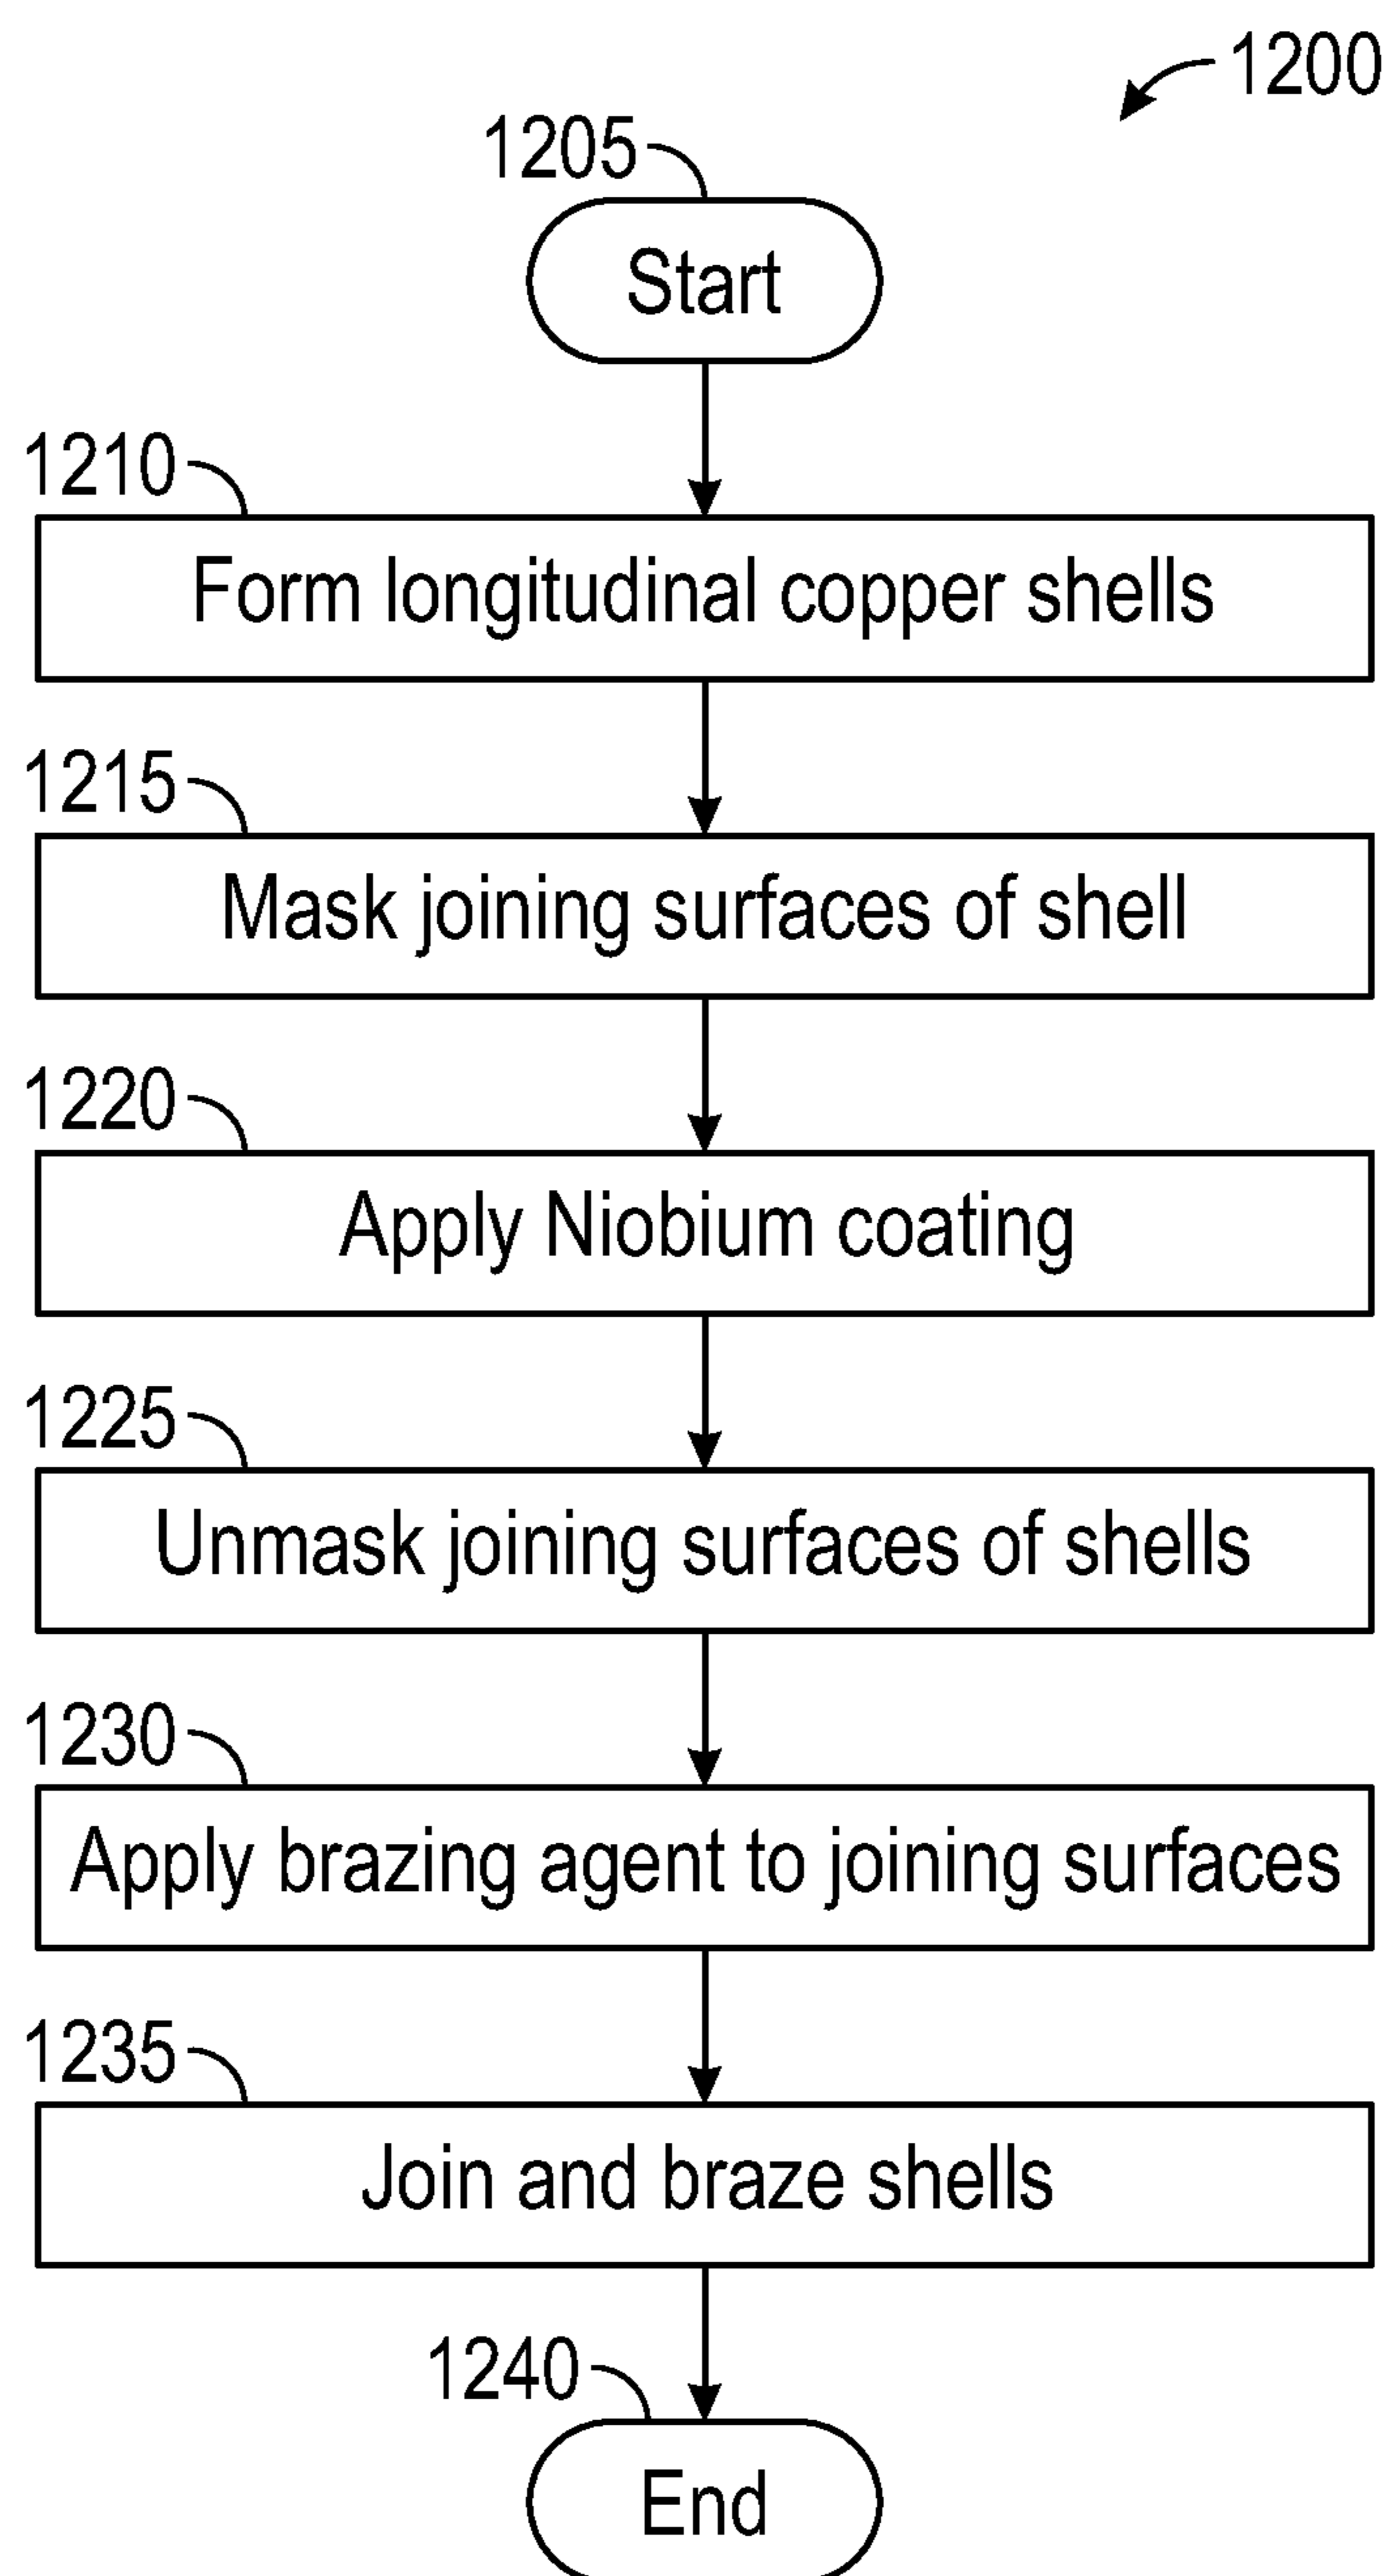 1200
1205
Start
1210
Form longitudinal copper shells
1215
Mask joining surfaces of shell
1220
Apply Niobium coating
1225
Unmask joining surfaces of shells
1230
Apply brazing agent to joining surfaces
1235
Join and braze shells
1240
End